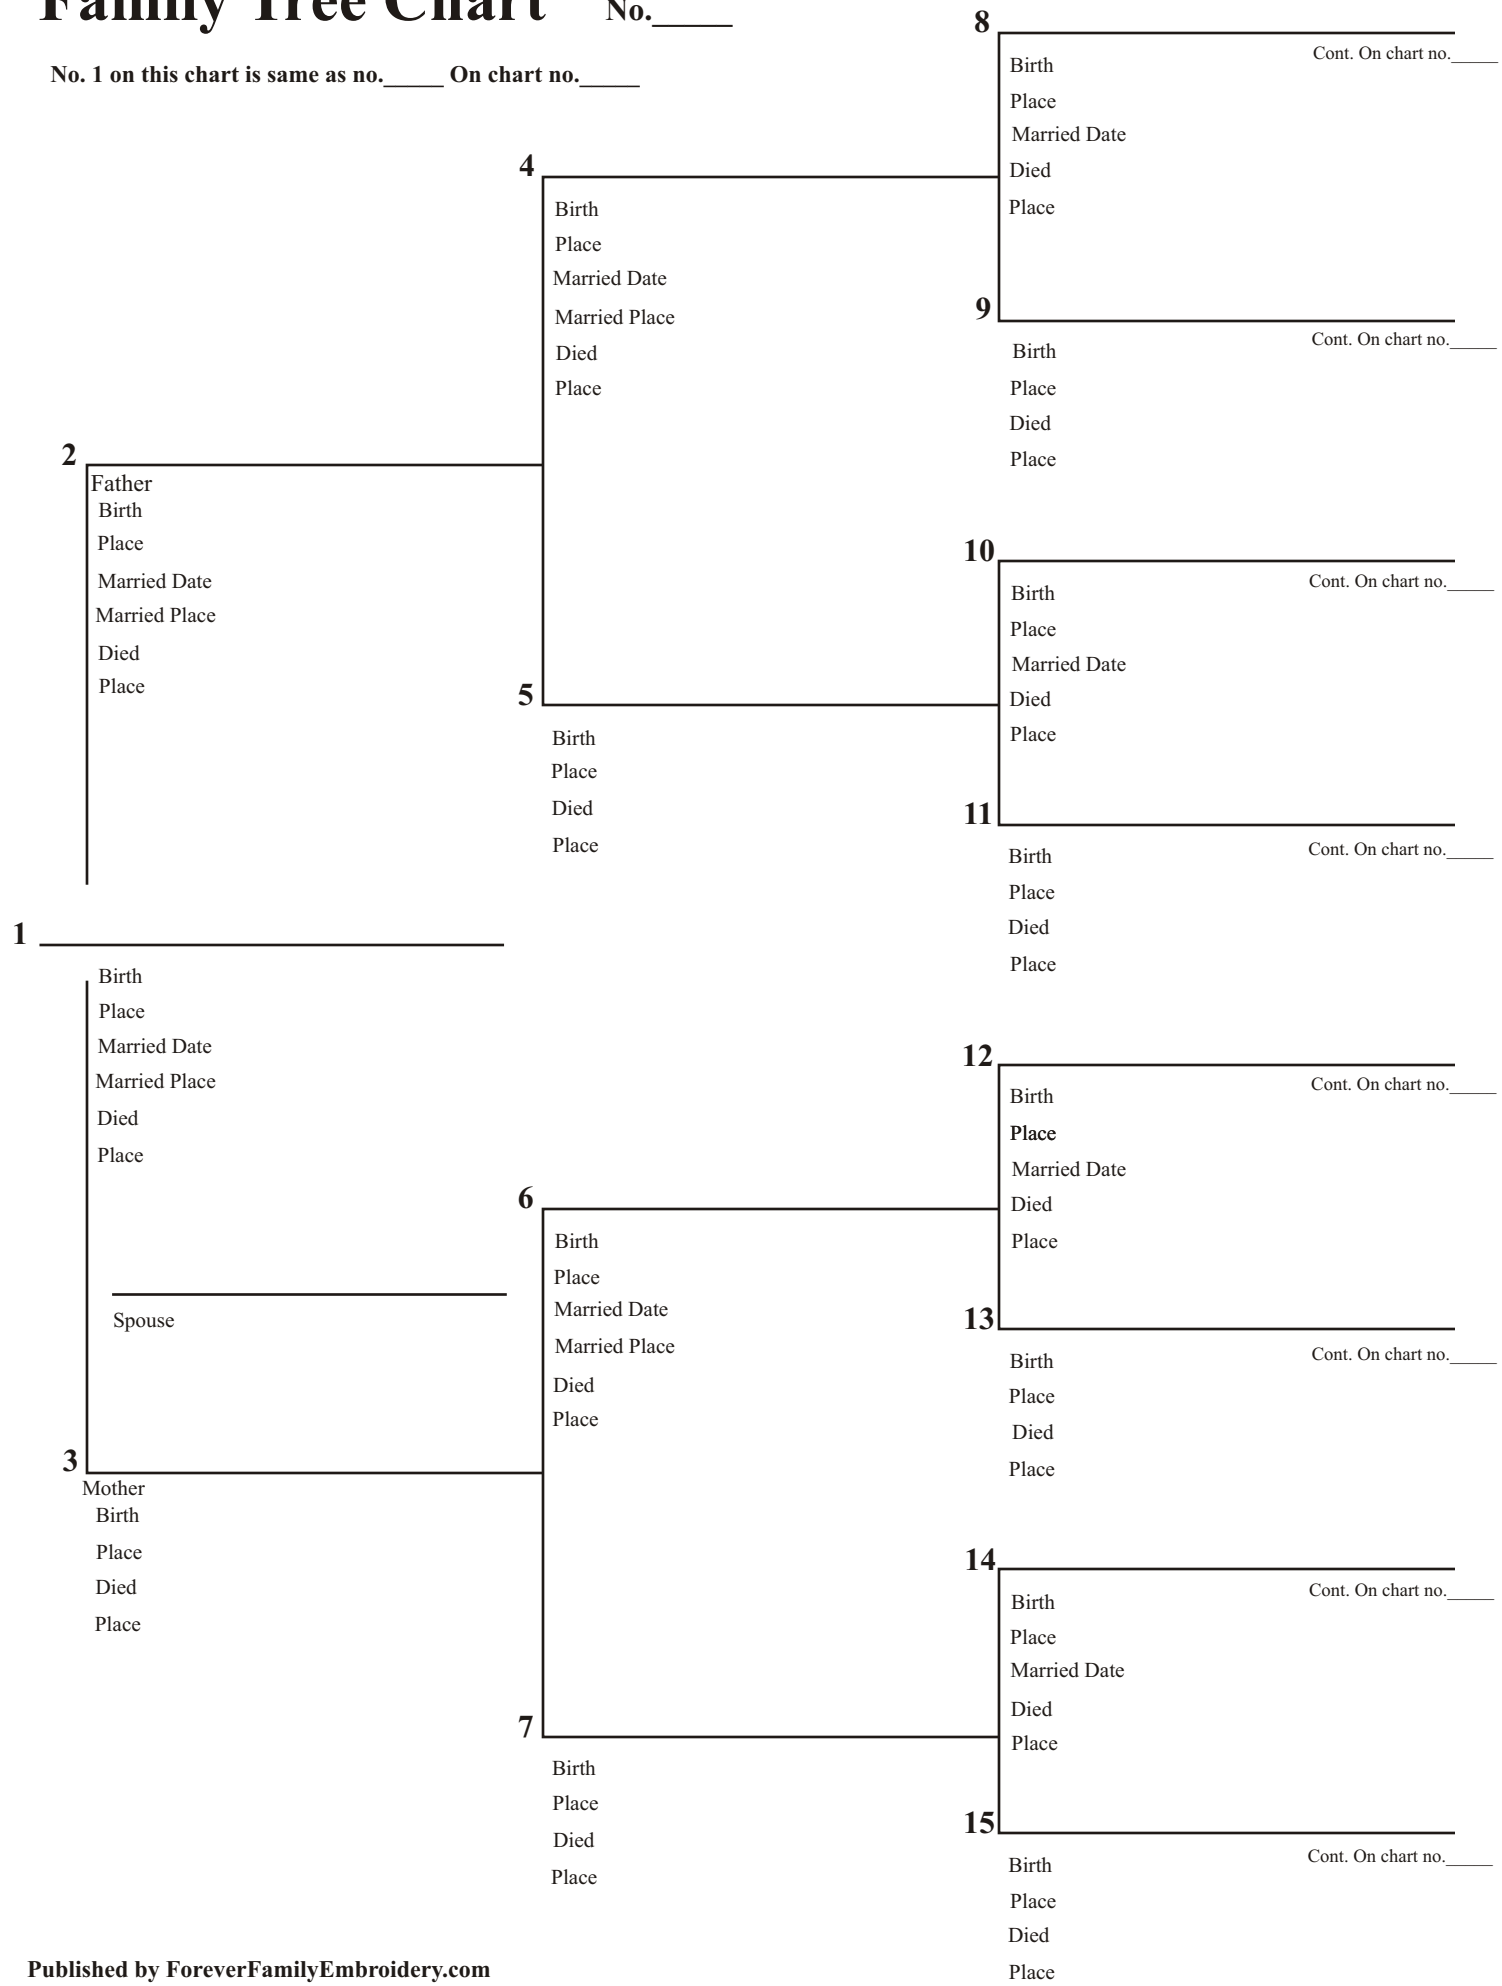 Family Tree Chart No._____
No. 1 on this chart is same as no._____ On chart no._____
8
Cont. On chart no._____
Birth
Place
Married Date
Died
Place
4
Birth
Place
Married Date
Married Place
Died
Place
9
Cont. On chart no._____
Birth
Place
Died
Place
2
Father
Birth
Place
Married Date
Married Place
Died
Place
10
Cont. On chart no._____
Birth
Place
Married Date
Died
Place
5
Birth
Place
Died
Place
11
Cont. On chart no._____
Birth
Place
Died
Place
1
Birth
Place
Married Date
Married Place
Died
Place
Spouse
12
Cont. On chart no._____
Birth
Place
Married Date
Died
Place
6
Birth
Place
Married Date
Married Place
Died
Place
13
Cont. On chart no._____
Birth
Place
Died
Place
3
Mother
Birth
Place
Died
Place
14
Cont. On chart no._____
Birth
Place
Married Date
Died
Place
7
Birth
Place
Died
Place
15
Cont. On chart no._____
Birth
Place
Died
Place
Published by ForeverFamilyEmbroidery.com